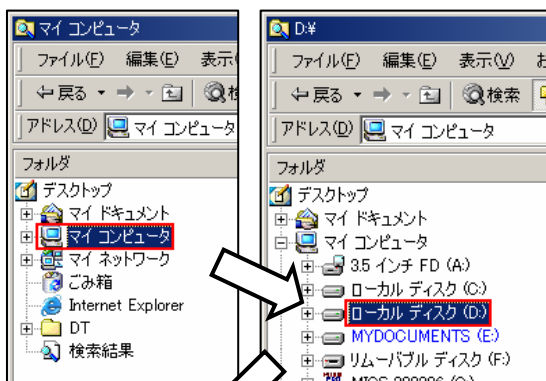 マイ コンピュータ
ファイル(F) 編集(E) 表示
戻る
アドレス(D) マイ コンピュータ
フォルダ
デスクトップ
マイ ドキュメント
マイ コンピュータ
マイ ネットワーク
ごみ箱
Internet Explorer
DT
検索結果
D:¥
ファイル(F) 編集(E) 表示(V) お
戻る 検索
アドレス(D) マイ コンピュータ
フォルダ
デスクトップ
マイ ドキュメント
マイ コンピュータ
3.5 インチ FD (A:)
ローカル ディスク (C:)
ローカル ディスク (D:)
MYDOCUMENTS (E:)
リムーバブル ディスク (F:)